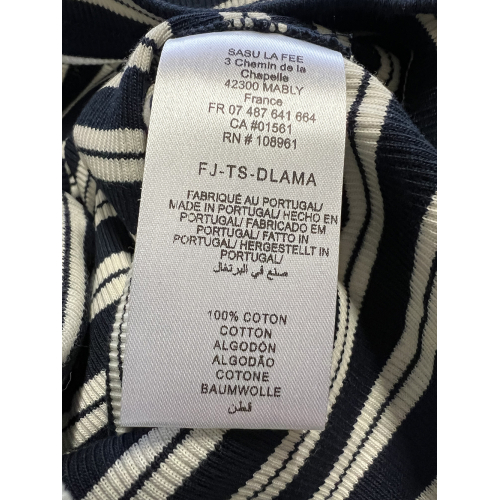 SASU LA FEE
3 Chemin de la
Chapelle
42300 MABLY
France
FR 07 487 641 664
CA #01561
RN # 108961
FJ-TS-DLAMA
FABRIQUÉ AU PORTUGAL/
MADE IN PORTUGAL/ HECHO EN
PORTUGAL/ FABRICADO EM
PORTUGAL/ FATTO IN
PORTUGAL/ HERGESTELLT IN
PORTUGAL/
صنع في البرتغال
100% COTON
COTTON
ALGODÓN
ALGODÃO
COTONE
BAUMWOLLE
قطن